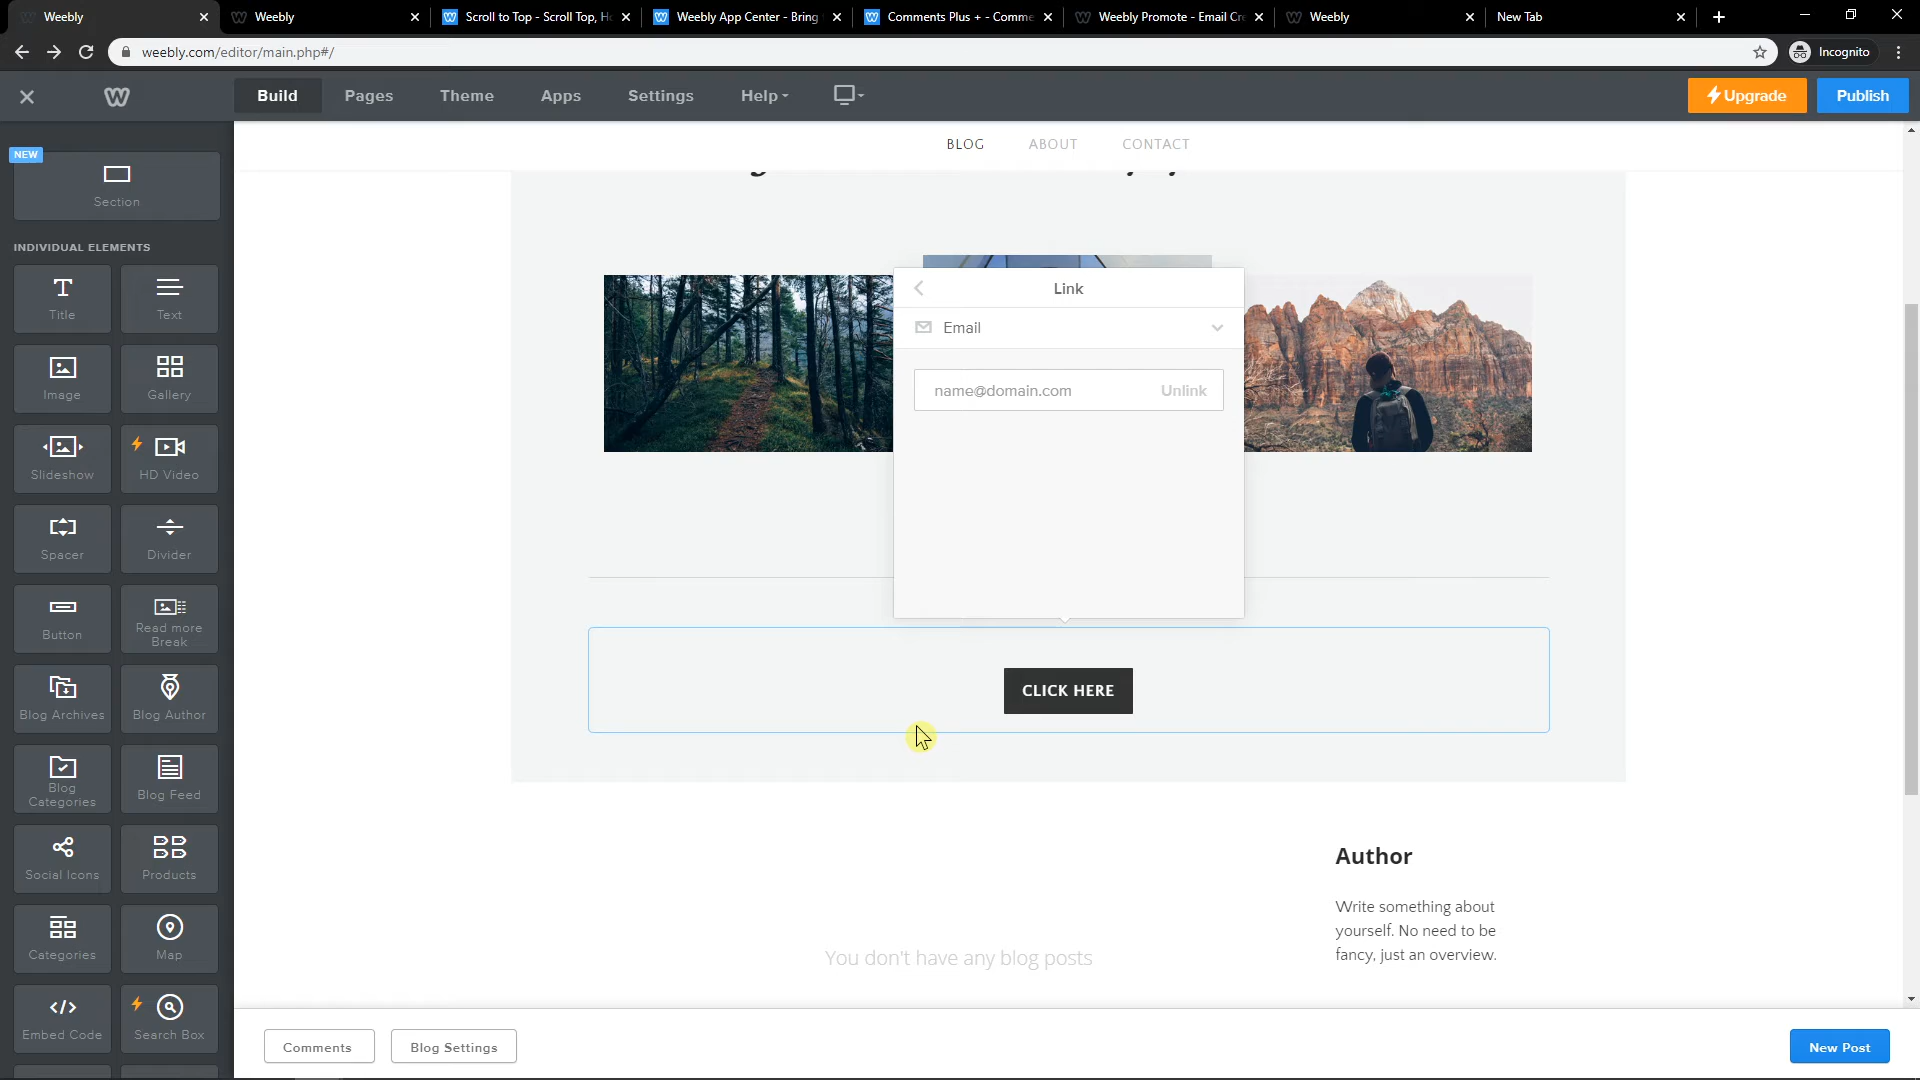 Weebly
Weebly
Scroll to Top - Scroll Top, H
Weebly App Center - Bring
Comments Plus + - Comme
Weebly Promote - Email Cr
Weebly
New Tab
weebly.com/editor/main.php#/
Incognito
Build
Pages
Theme
Apps
Settings
Help
Upgrade
Publish
BLOG
ABOUT
CONTACT
NEW
Section
INDIVIDUAL ELEMENTS
Title
Text
Image
Gallery
Slideshow
HD Video
Spacer
Divider
Button
Read more
Break
Blog Archives
Blog Author
Blog
Categories
Blog Feed
Social Icons
Products
Categories
Map
Embed Code
Search Box
Link
Email
name@domain.com
Unlink
CLICK HERE
Author
Write something about
yourself. No need to be
fancy, just an overview.
You don't have any blog posts
Comments
Blog Settings
New Post